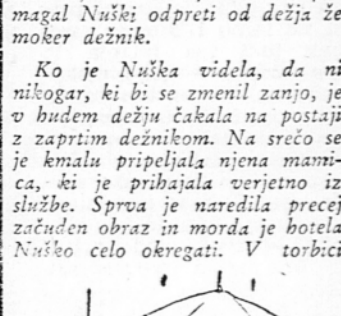 magal Nuški odpreti od dežja že
moker dežnik.
Ko je Nuška videla, da ni
nikogar, ki bi se zmenil zanjo, je
v hudem dežju čakala na postaji
z zaprtim dežnikom. Na srečo se
je kmalu pripeljala njena mami-
ca, ki je prihajala verjetno iz
službe. Sprva je naredila precej
začuden obraz in morda je hotela
Nuško celo okregati. V torbici